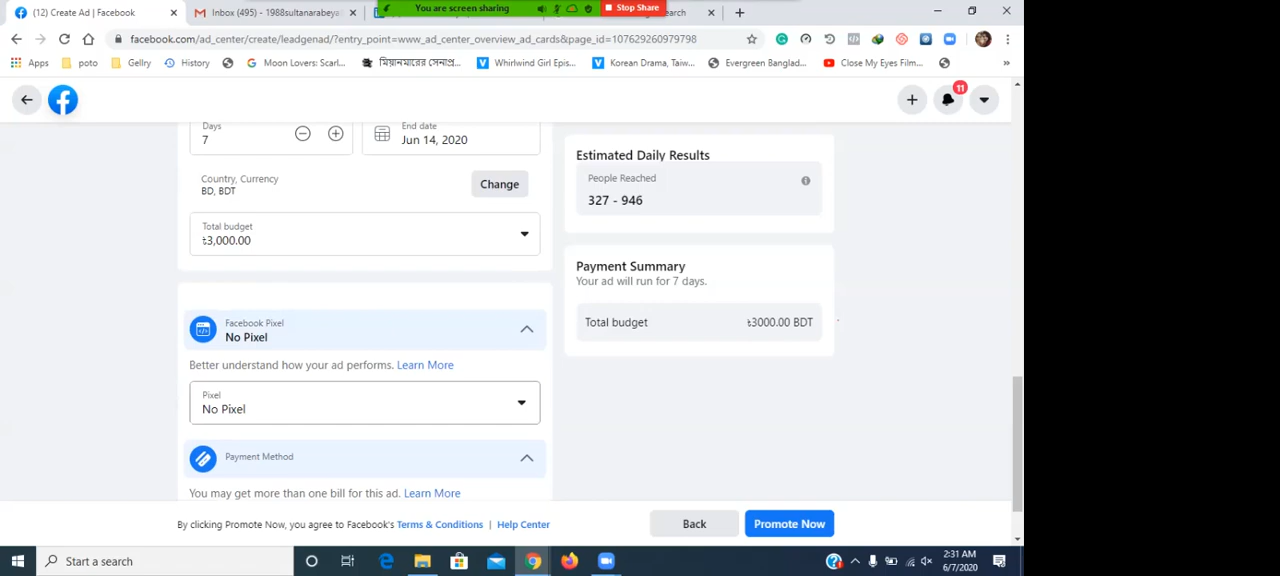 (12) Create Ad | Facebook
Inbox (495) - 1988sultanarabeya
You are screen sharing
Stop Share
search
facebook.com/ad_center/create/leadgenad/?entry_point=www_ad_center_overview_ad_cards&page_id=107629260979798
Apps
poto
Gellry
History
Moon Lovers: Scarl...
মিয়ানমারের সেনাপ্র...
Whirlwind Girl Epis...
Korean Drama, Taiw...
Evergreen Banglad...
Close My Eyes Film...
»
11
Days
7
End date
Jun 14, 2020
Country, Currency
BD, BDT
Change
Total budget
৳3,000.00
Estimated Daily Results
People Reached
327 - 946
Payment Summary
Your ad will run for 7 days.
Total budget
৳3000.00 BDT
Facebook Pixel
No Pixel
Better understand how your ad performs. Learn More
Pixel
No Pixel
Payment Method
You may get more than one bill for this ad. Learn More
By clicking Promote Now, you agree to Facebook's Terms & Conditions | Help Center
Back
Promote Now
Start a search
2:31 AM
6/7/2020